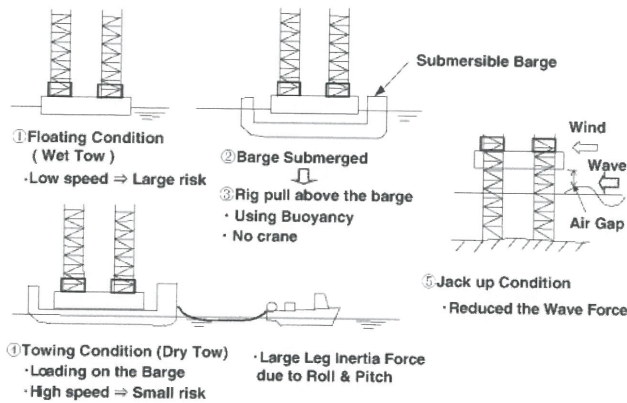 ①Floating Condition
( Wet Tow )
・Low speed ⇒ Large risk
Submersible Barge
②Barge Submerged
③Rig pull above the barge
・Using Buoyancy
・No crane
④Towing Condition (Dry Tow)
・Loading on the Barge
・High speed ⇒ Small risk
・Large Leg Inertia Force
due to Roll & Pitch
Wind
Wave
Air Gap
⑤Jack up Condition
・Reduced the Wave Force